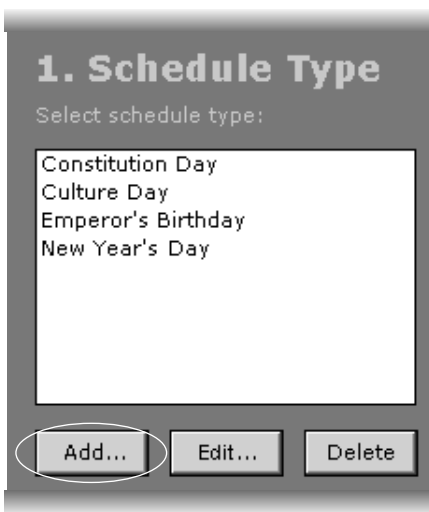 1. Schedule Type
Select schedule type:
Constitution Day
Culture Day
Emperor's Birthday
New Year's Day
Add... Edit... Delete